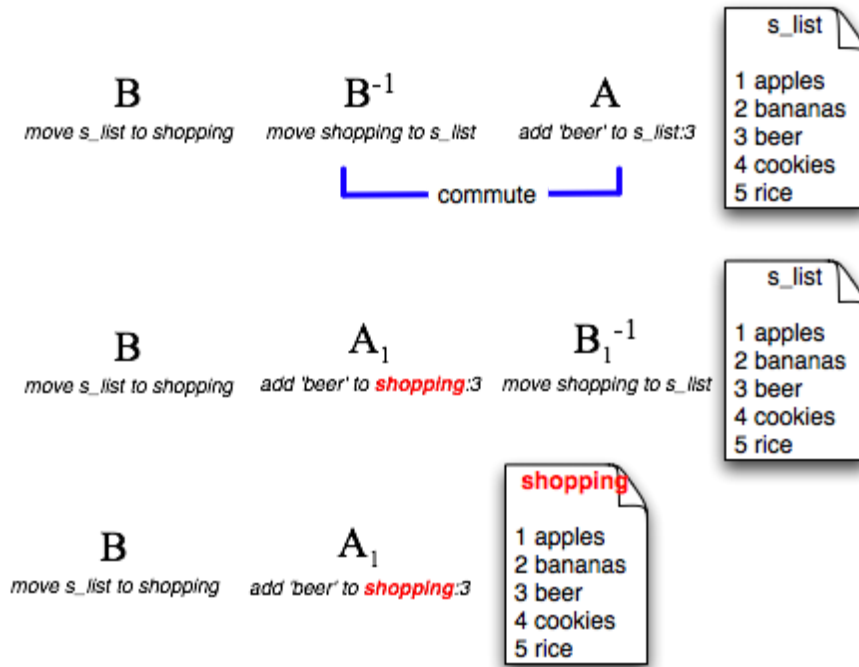 s_list
1 apples
2 bananas
3 beer
4 cookies
5 rice
B B⁻¹ A
move s_list to shopping move shopping to s_list add 'beer' to s_list:3
commute
s_list
1 apples
2 bananas
3 beer
4 cookies
5 rice
B A₁ B₁⁻¹
move s_list to shopping add 'beer' to shopping:3 move shopping to s_list
shopping
1 apples
2 bananas
3 beer
4 cookies
5 rice
B A₁
move s_list to shopping add 'beer' to shopping:3